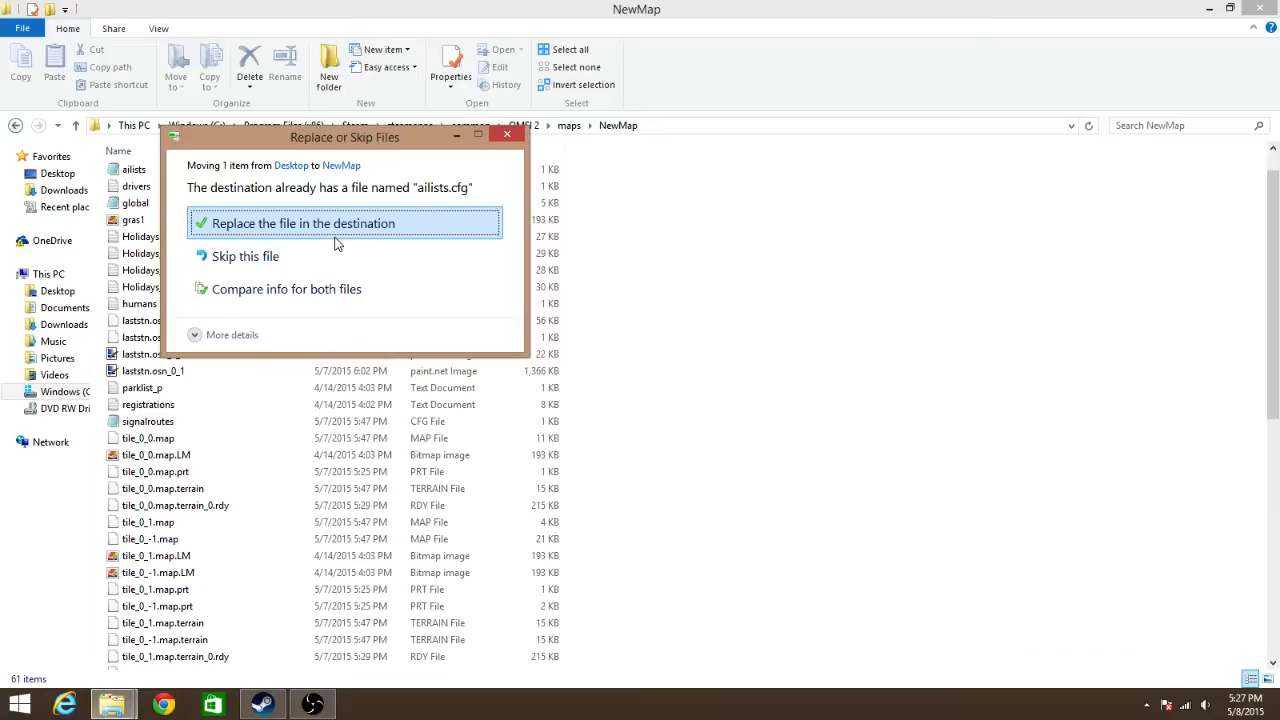 NewMap
File
Home
Share
View
Copy
Paste
Cut
Copy path
Paste shortcut
Clipboard
Move to
Copy to
Delete
Rename
Organize
New folder
New item
Easy access
New
Properties
Open
Edit
History
Open
Select all
Select none
Invert selection
Select
This PC
common
OMSI 2
maps
NewMap
Search NewMap
Favorites
Desktop
Downloads
Recent plac
OneDrive
This PC
Desktop
Documents
Downloads
Music
Pictures
Videos
Windows (C
DVD RW Dri
Network
Name
Replace or Skip Files
Moving 1 item from Desktop to NewMap
The destination already has a file named "ailists.cfg"
Replace the file in the destination
Skip this file
Compare info for both files
More details
ailists 1 KB
drivers 1 KB
global 5 KB
gras1 193 KB
Holidays 27 KB
Holidays 29 KB
Holidays 28 KB
Holidays 30 KB
humans 1 KB
laststn.os 56 KB
laststn.os 1 KB
laststn.os 22 KB
laststn.osn_0_1 5/7/2015 6:02 PM paint.net Image 1,366 KB
parklist_p 4/14/2015 4:03 PM Text Document 1 KB
registrations 4/14/2015 4:02 PM Text Document 8 KB
signalroutes 5/7/2015 5:47 PM CFG File 1 KB
tile_0_0.map 5/7/2015 5:47 PM MAP File 11 KB
tile_0_0.map.LM 4/14/2015 4:03 PM Bitmap image 193 KB
tile_0_0.map.prt 5/7/2015 5:25 PM PRT File 1 KB
tile_0_0.map.terrain 5/7/2015 5:47 PM TERRAIN File 15 KB
tile_0_0.map.terrain_0.rdy 5/7/2015 5:29 PM RDY File 215 KB
tile_0_1.map 5/7/2015 5:47 PM MAP File 4 KB
tile_0_-1.map 5/7/2015 5:47 PM MAP File 21 KB
tile_0_1.map.LM 4/14/2015 4:03 PM Bitmap image 193 KB
tile_0_-1.map.LM 4/14/2015 4:03 PM Bitmap image 193 KB
tile_0_1.map.prt 5/7/2015 5:25 PM PRT File 1 KB
tile_0_-1.map.prt 5/7/2015 5:25 PM PRT File 2 KB
tile_0_1.map.terrain 5/7/2015 5:47 PM TERRAIN File 15 KB
tile_0_-1.map.terrain 5/7/2015 5:47 PM TERRAIN File 15 KB
tile_0_1.map.terrain_0.rdy 5/7/2015 5:29 PM RDY File 215 KB
61 items
5:27 PM
5/8/2015